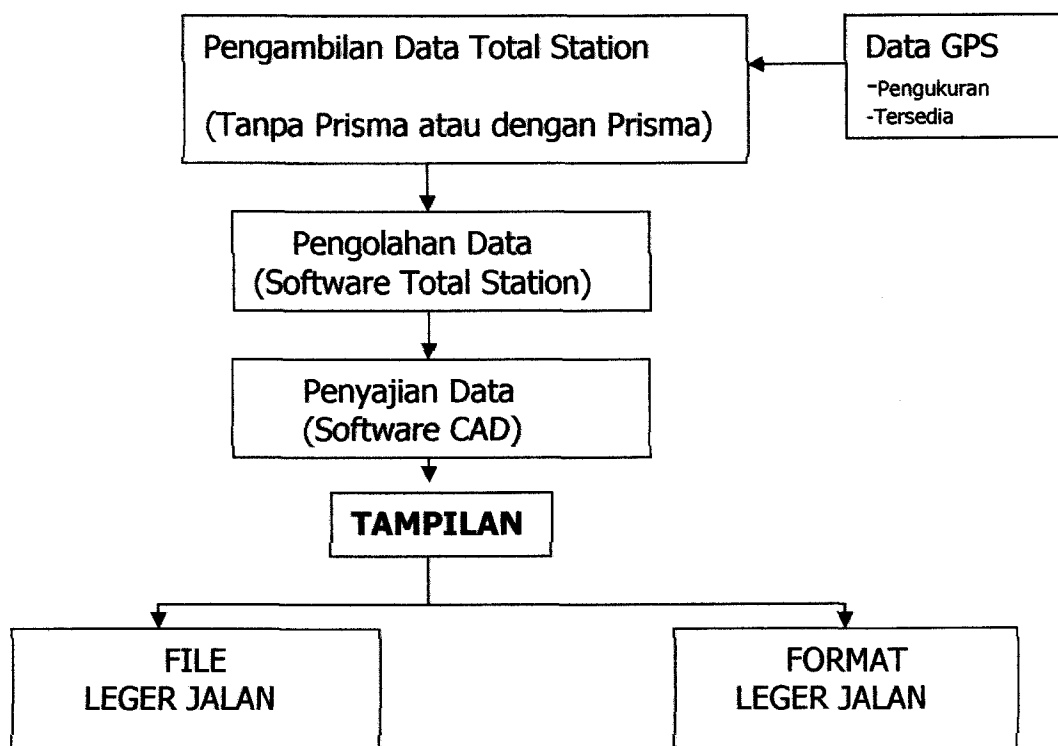 Pengambilan Data Total Station
(Tanpa Prisma atau dengan Prisma)
Data GPS
-Pengukuran
-Tersedia
Pengolahan Data
(Software Total Station)
Penyajian Data
(Software CAD)
TAMPILAN
FILE
LEGER JALAN
FORMAT
LEGER JALAN